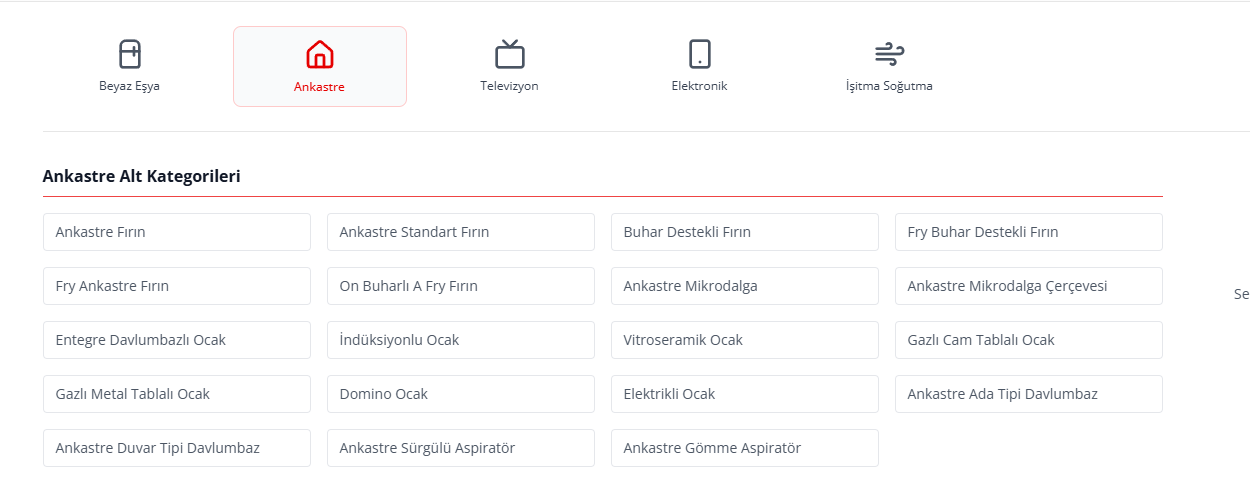 Beyaz Eşya
Ankastre
Televizyon
Elektronik
İşitma Soğutma
Ankastre Alt Kategorileri
Ankastre Fırın
Ankastre Standart Fırın
Buhar Destekli Fırın
Fry Buhar Destekli Fırın
Fry Ankastre Fırın
On Buharlı A Fry Fırın
Ankastre Mikrodalga
Ankastre Mikrodalga Çerçevesi
Se
Entegre Davlumbazlı Ocak
İndüksiyonlu Ocak
Vitroseramik Ocak
Gazlı Cam Tablalı Ocak
Gazlı Metal Tablalı Ocak
Domino Ocak
Elektrikli Ocak
Ankastre Ada Tipi Davlumbaz
Ankastre Duvar Tipi Davlumbaz
Ankastre Sürgülü Aspiratör
Ankastre Gömme Aspiratör